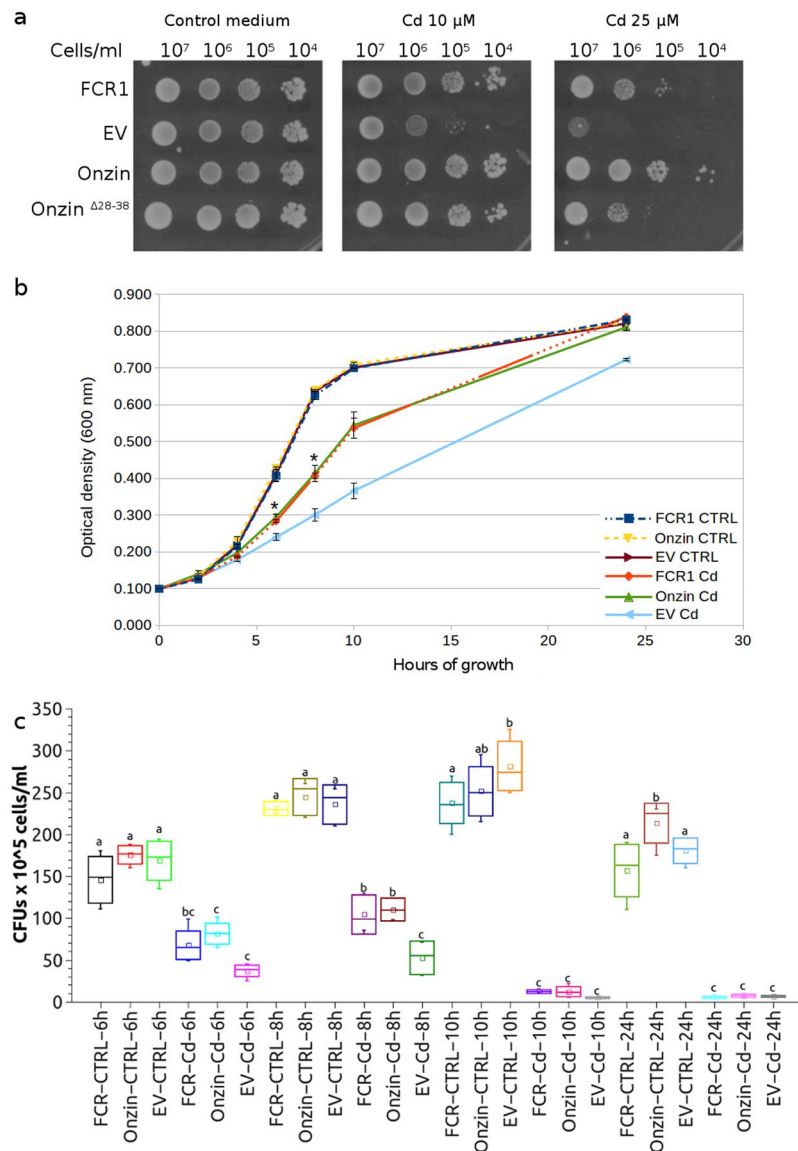 a
Control medium Cd 10 µM Cd 25 µM
Cells/ml 10⁷ 10⁶ 10⁵ 10⁴ 10⁷ 10⁶ 10⁵ 10⁴ 10⁷ 10⁶ 10⁵ 10⁴
FCR1
EV
Onzin
Onzin Δ28-38
b
0.900
0.800
0.700
0.600
0.500
0.400
0.300
0.200
0.100
0.000
Optical density (600 nm)
*
*
FCR1 CTRL
Onzin CTRL
EV CTRL
FCR1 Cd
Onzin Cd
EV Cd
0 5 10 15 20 25 30
Hours of growth
c
350
300
250
200
150
100
50
0
CFUs x 10^5 cells/ml
a a a bc c c a a a b b c a ab b c c c a b a c c c
FCR−CTRL−6h
Onzin−CTRL−6h
EV−CTRL−6h
FCR−Cd−6h
Onzin−Cd−6h
EV−Cd−6h
FCR−CTRL−8h
Onzin−CTRL−8h
EV−CTRL−8h
FCR−Cd−8h
Onzin−Cd−8h
EV−Cd−8h
FCR−CTRL−10h
Onzin−CTRL−10h
EV−CTRL−10h
FCR−Cd−10h
Onzin−Cd−10h
EV−Cd−10h
FCR−CTRL−24h
Onzin−CTRL−24h
EV−CTRL−24h
FCR−Cd−24h
Onzin−Cd−24h
EV−Cd−24h